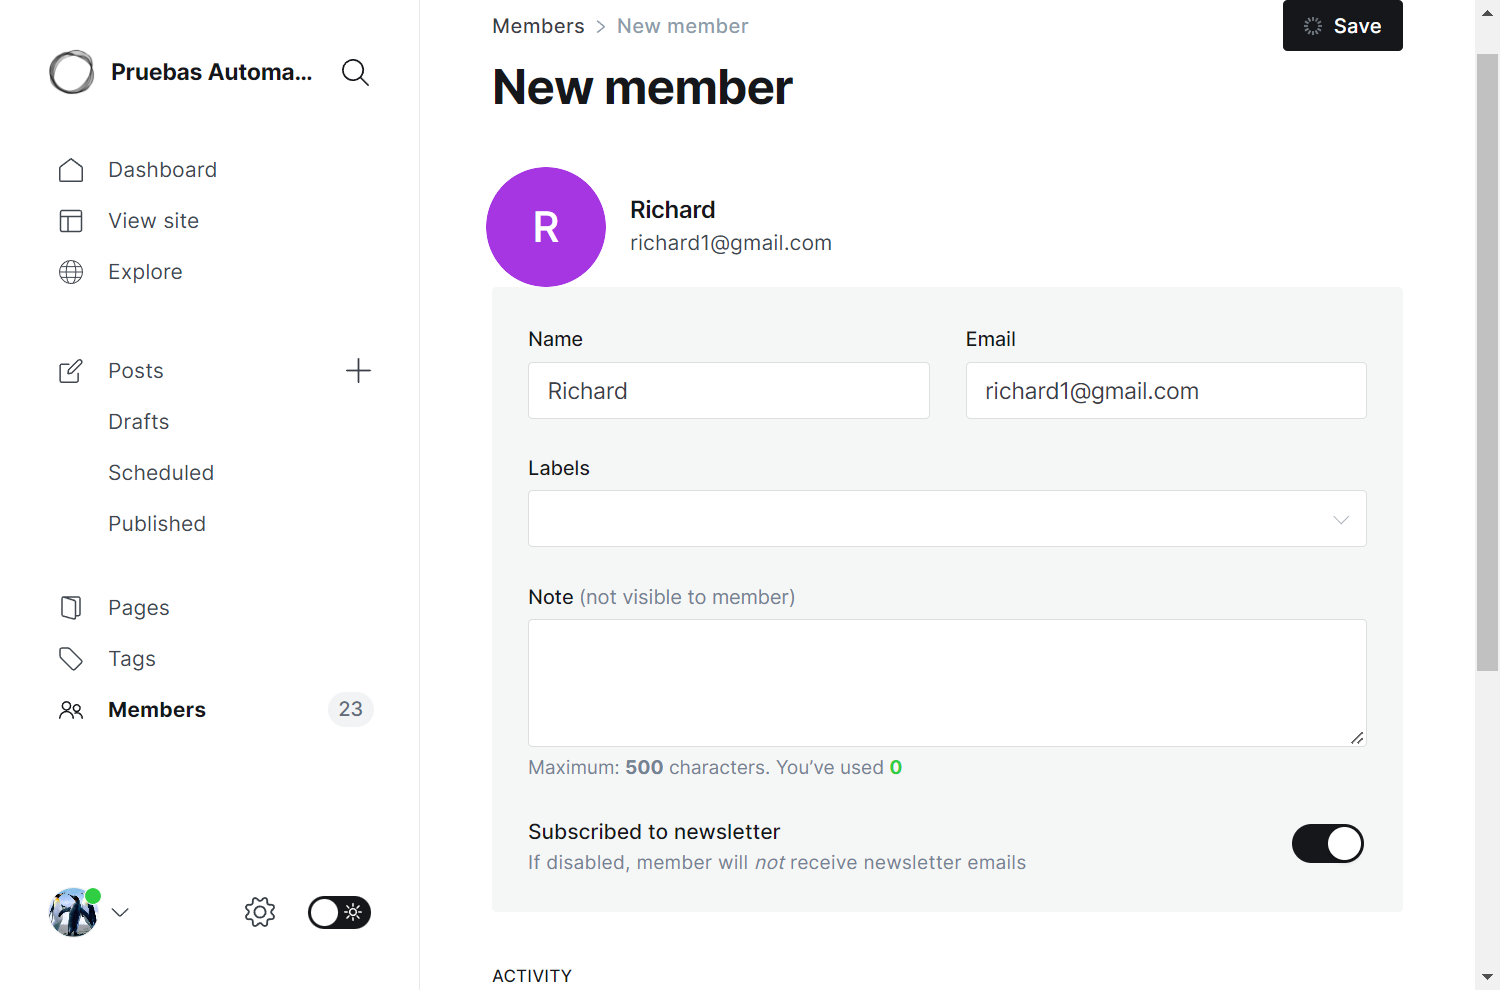 Pruebas Automa...
Dashboard
View site
Explore
Posts
Drafts
Scheduled
Published
Pages
Tags
Members
23
Members > New member
Save
New member
R
Richard
richard1@gmail.com
Name
Email
Richard
richard1@gmail.com
Labels
Note (not visible to member)
Maximum: 500 characters. You’ve used 0
Subscribed to newsletter
If disabled, member will not receive newsletter emails
ACTIVITY